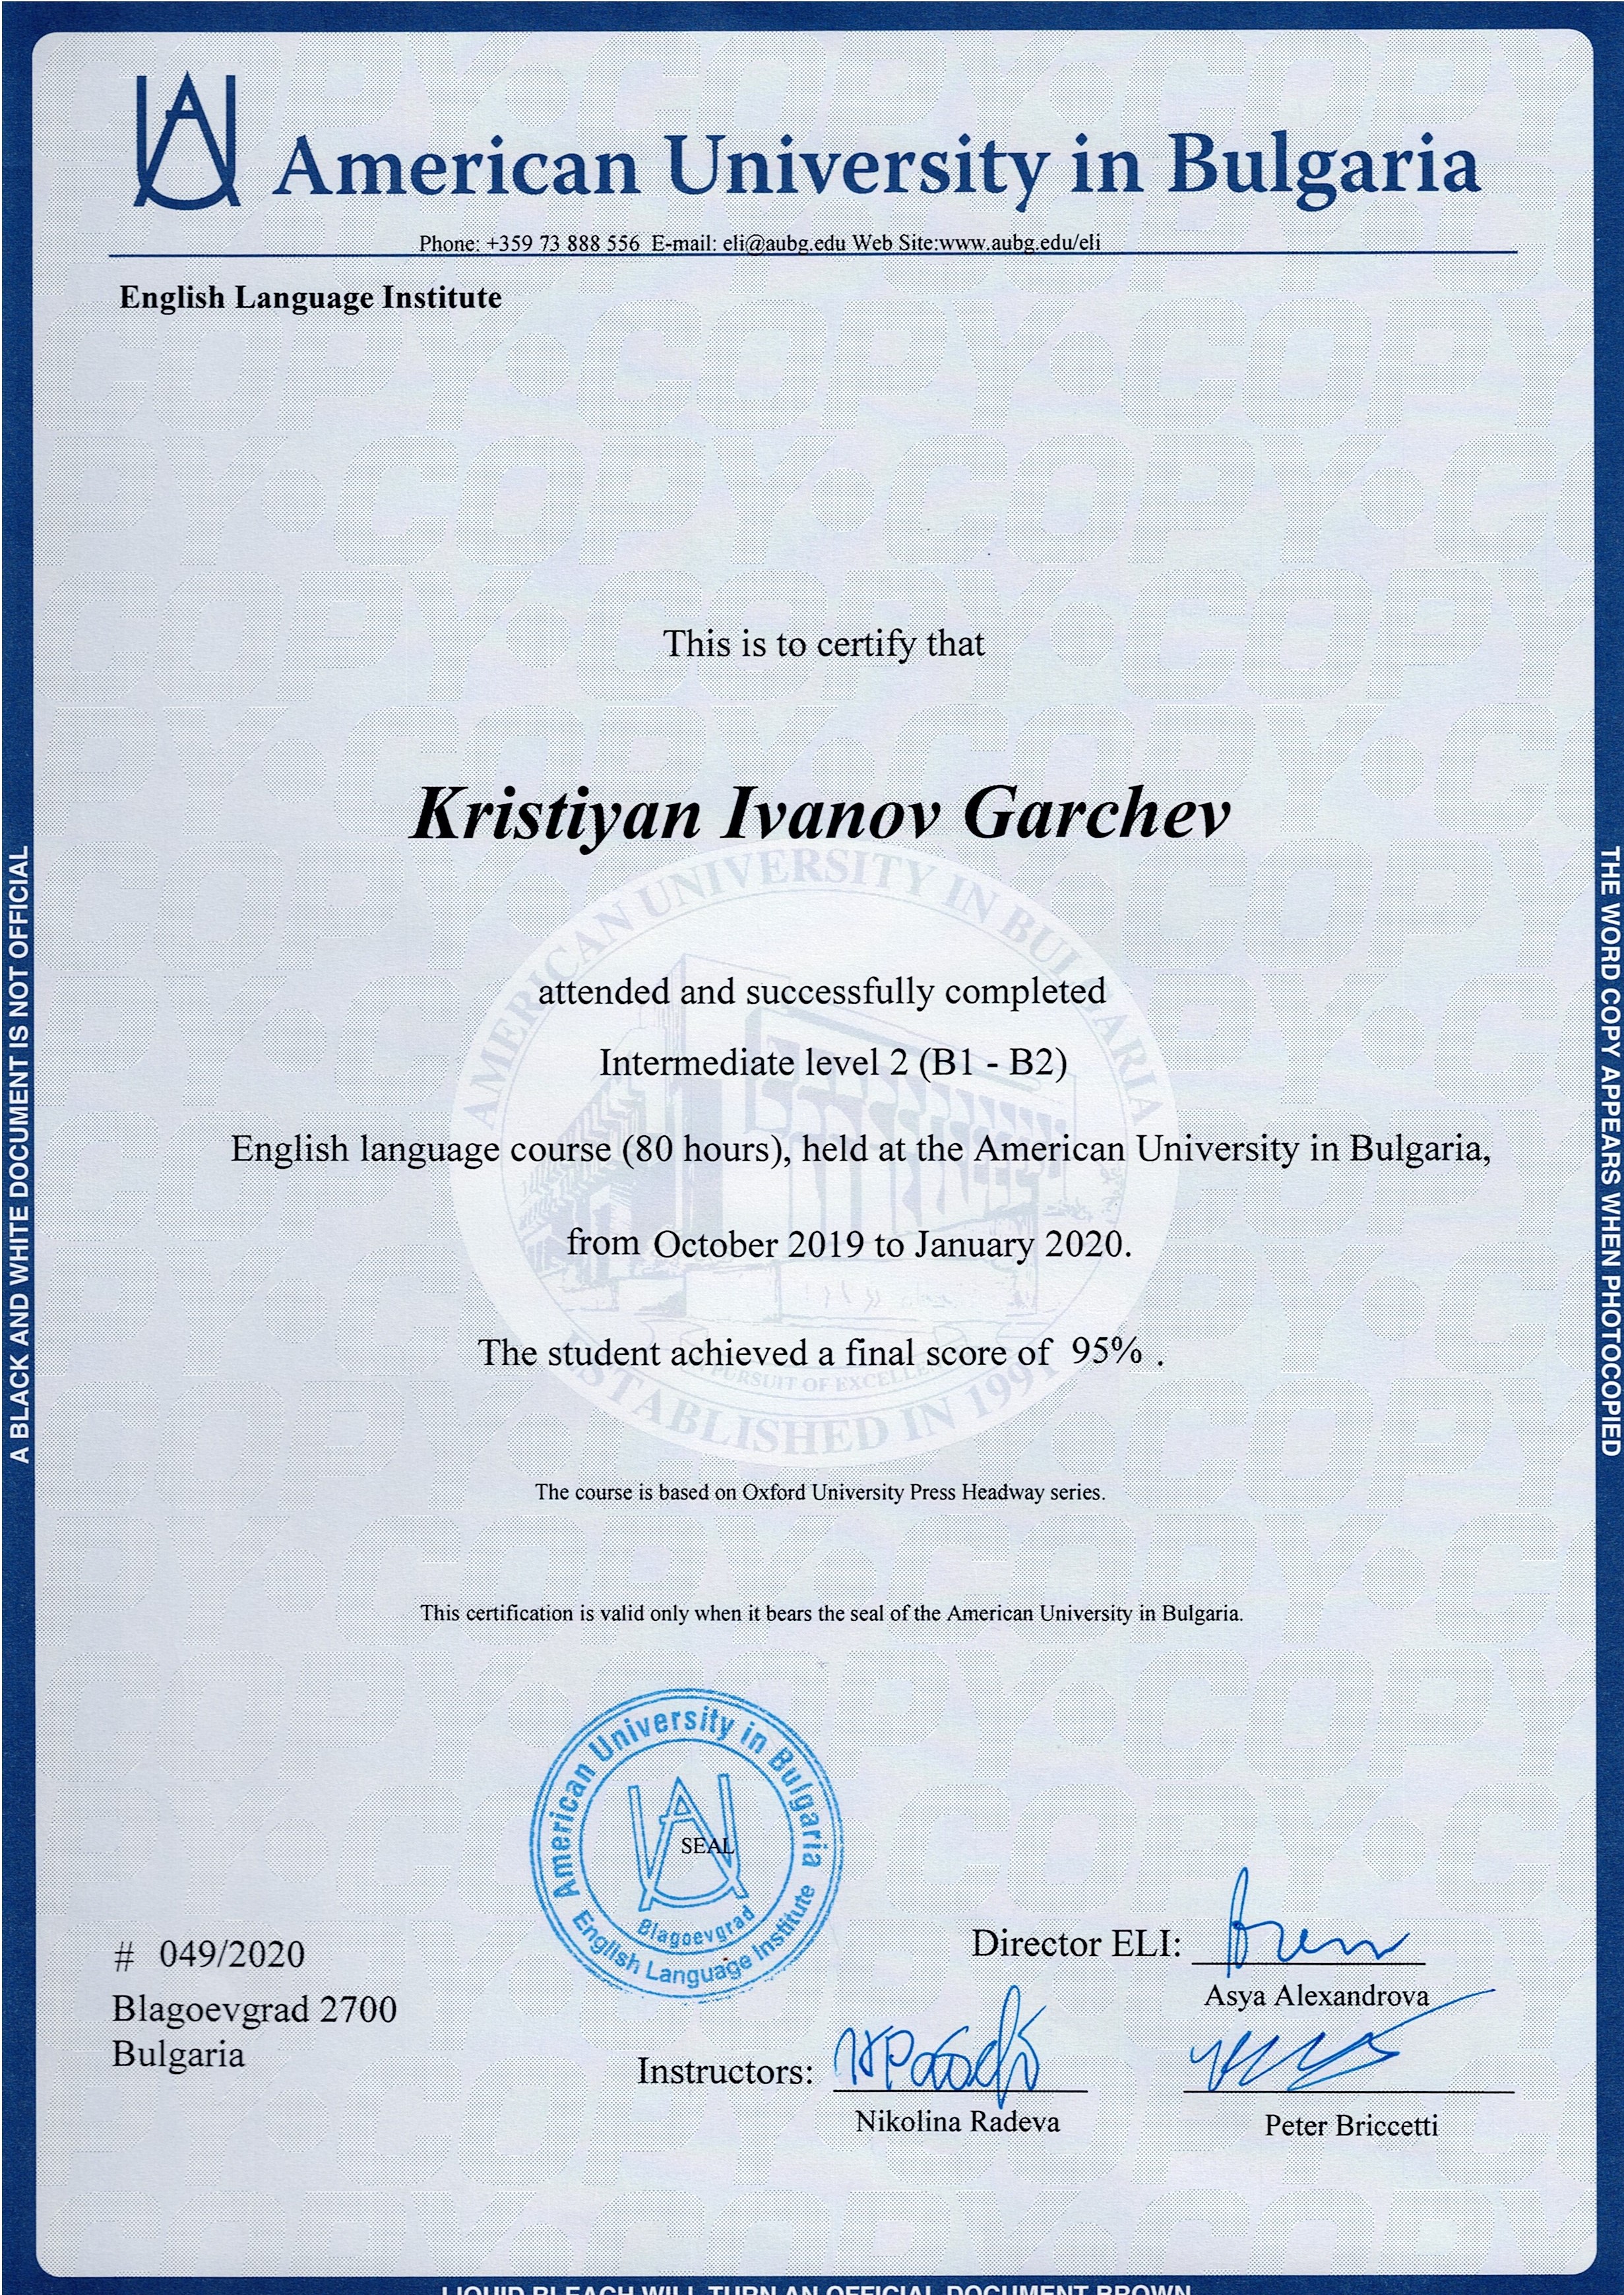 American University in Bulgaria
Phone: +359 73 888 556 E-mail: eli@aubg.edu Web Site:www.aubg.edu/eli
English Language Institute
This is to certify that
Kristiyan Ivanov Garchev
attended and successfully completed
Intermediate level 2 (B1 - B2)
English language course (80 hours), held at the American University in Bulgaria,
from October 2019 to January 2020.
The student achieved a final score of 95% .
The course is based on Oxford University Press Headway series.
This certification is valid only when it bears the seal of the American University in Bulgaria.
AMERICAN UNIVERSITY IN BULGARIA
PURSUIT OF
ESTABLISHED IN 1991
American University in Bulgaria
SEAL
Blagoevgrad
English Language Institute
# 049/2020
Blagoevgrad 2700
Bulgaria
Director ELI:
Asya Alexandrova
Instructors:
Nikolina Radeva
Peter Briccetti
A BLACK AND WHITE DOCUMENT IS NOT OFFICIAL
THE WORD COPY APPEARS WHEN PHOTOCOPIED
LIQUID BLEACH WILL TURN AN OFFICIAL DOCUMENT BROWN
COPY